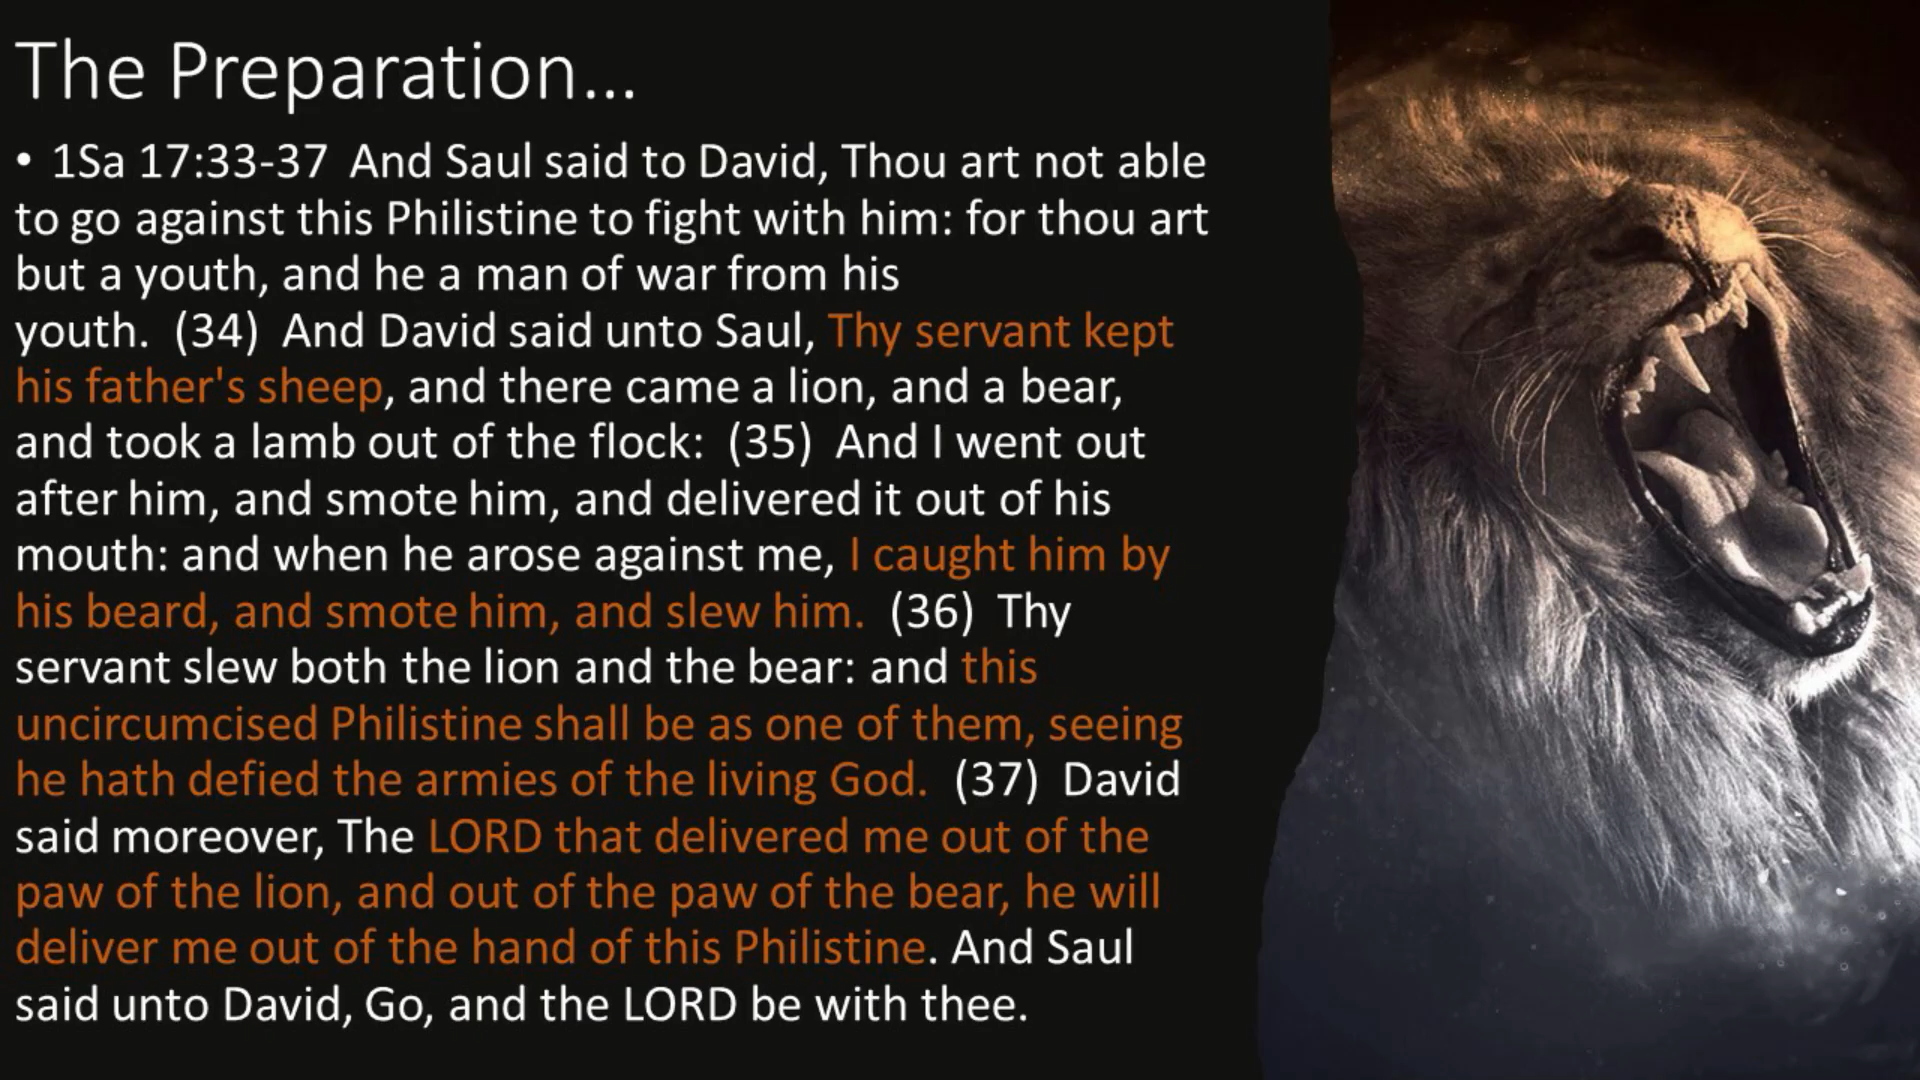 The Preparation...
• 1Sa 17:33-37 And Saul said to David, Thou art not able
to go against this Philistine to fight with him: for thou art
but a youth, and he a man of war from his
youth. (34) And David said unto Saul, Thy servant kept
his father's sheep, and there came a lion, and a bear,
and took a lamb out of the flock: (35) And I went out
after him, and smote him, and delivered it out of his
mouth: and when he arose against me, I caught him by
his beard, and smote him, and slew him. (36) Thy
servant slew both the lion and the bear: and this
uncircumcised Philistine shall be as one of them, seeing
he hath defied the armies of the living God. (37) David
said moreover, The LORD that delivered me out of the
paw of the lion, and out of the paw of the bear, he will
deliver me out of the hand of this Philistine. And Saul
said unto David, Go, and the LORD be with thee.